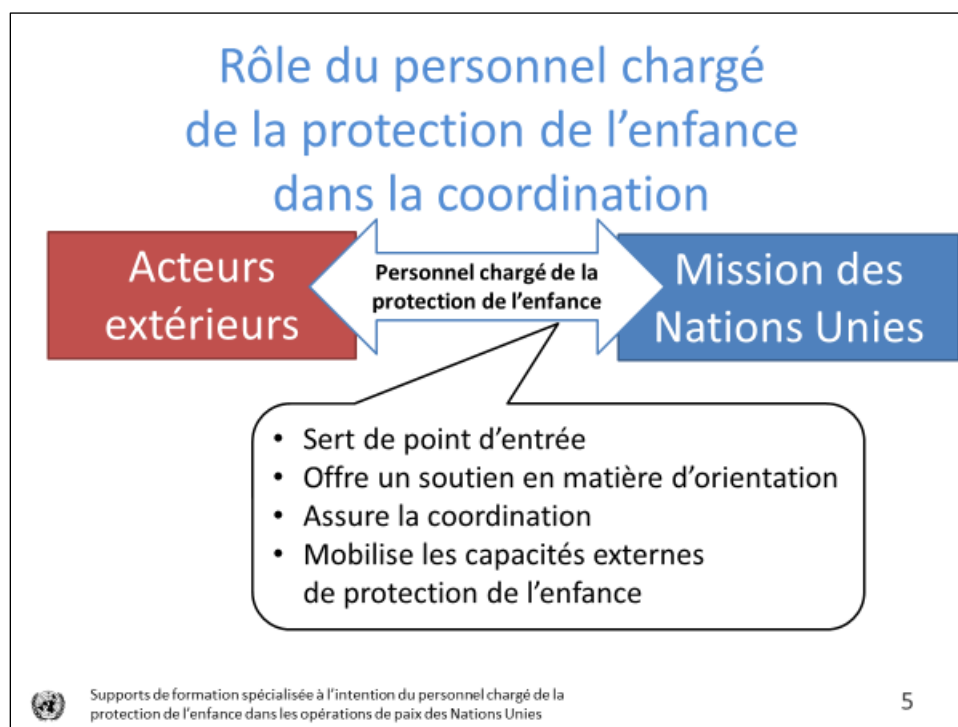 Rôle du personnel chargé
de la protection de l’enfance
dans la coordination
Acteurs
extérieurs
Personnel chargé de la
protection de l’enfance
Mission des
Nations Unies
• Sert de point d’entrée
• Offre un soutien en matière d’orientation
• Assure la coordination
• Mobilise les capacités externes
de protection de l’enfance
Supports de formation spécialisée à l’intention du personnel chargé de la
protection de l’enfance dans les opérations de paix des Nations Unies
5